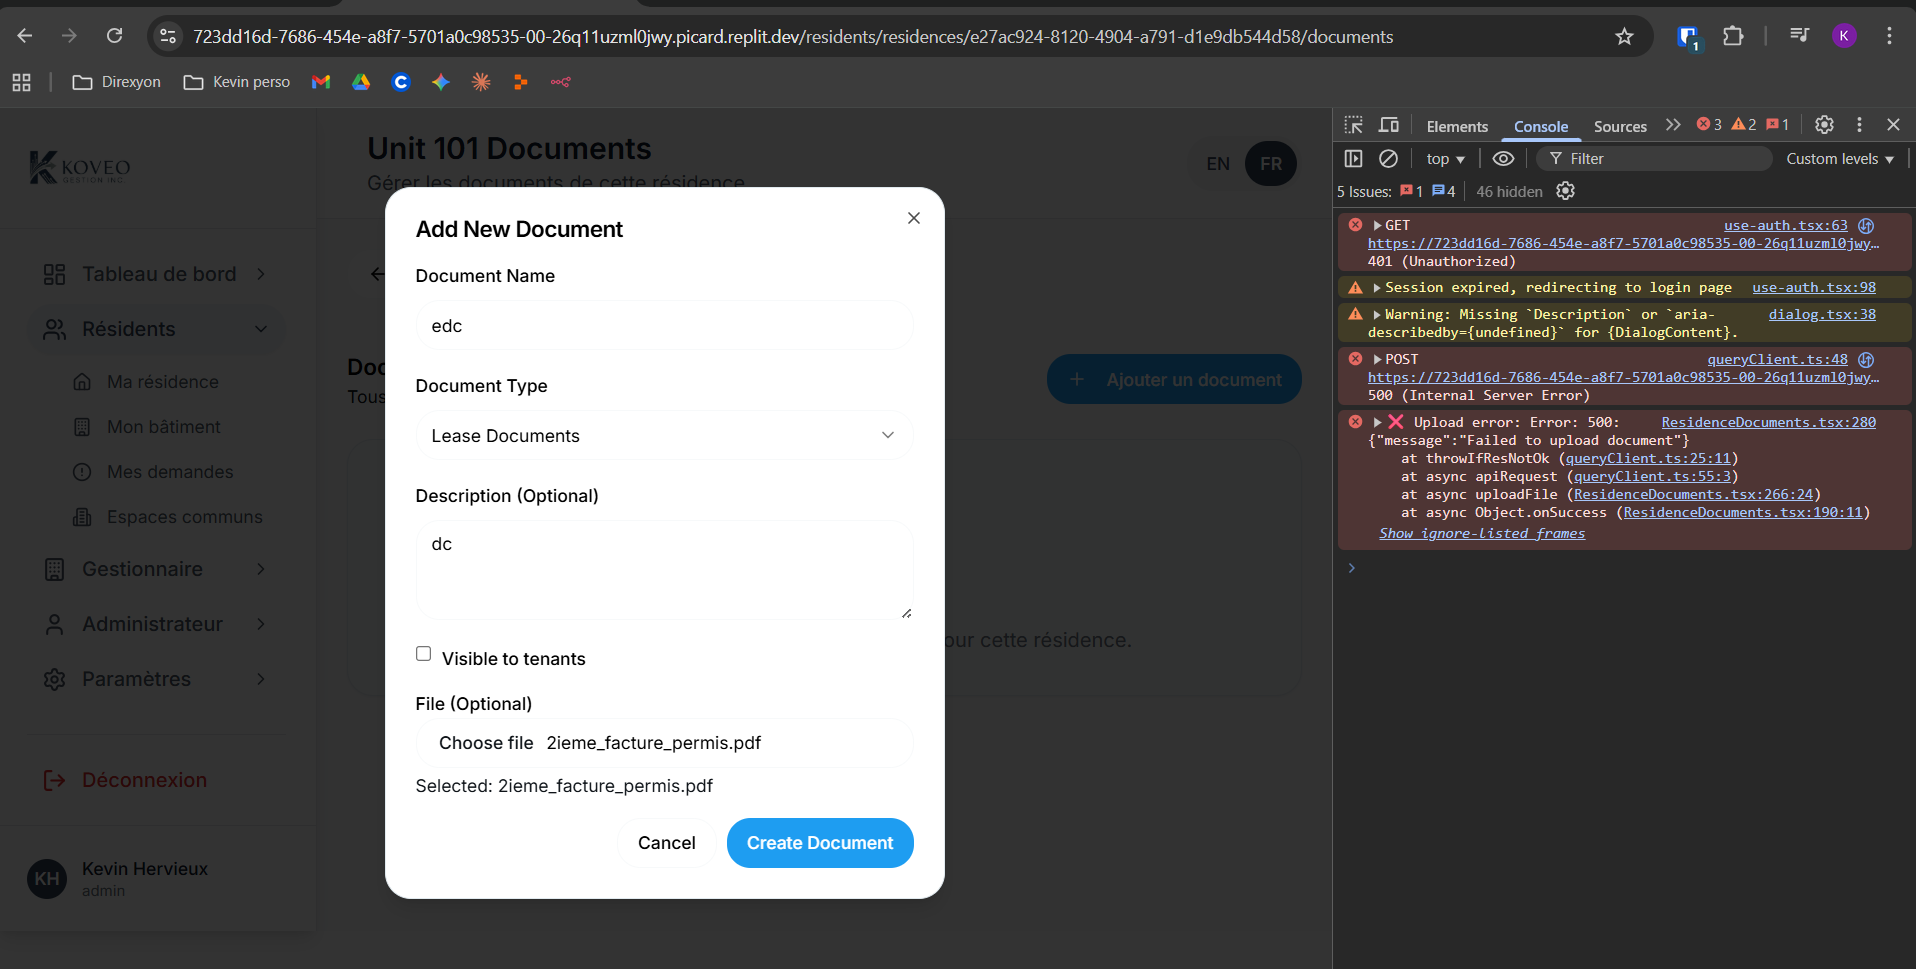 723dd16d-7686-454e-a8f7-5701a0c98535-00-26q11uzml0jwy.picard.replit.dev/residents/residences/e27ac924-8120-4904-a791-d1e9db544d58/documents
1
K
Direxyon
Kevin perso
KOVEO
GESTION INC.
Tableau de bord
Résidents
Ma résidence
Mon bâtiment
Mes demandes
Espaces communs
Gestionnaire
Administrateur
Paramètres
Déconnexion
KH
Kevin Hervieux
admin
Unit 101 Documents
Gérer les documents de cette résidence
EN
FR
Doc
Tous
Ajouter un document
our cette résidence.
Add New Document
Document Name
edc
Document Type
Lease Documents
Description (Optional)
dc
Visible to tenants
File (Optional)
Choose file 2ieme_facture_permis.pdf
Selected: 2ieme_facture_permis.pdf
Cancel
Create Document
Elements
Console
Sources
3
2
1
top
Filter
Custom levels
5 Issues: 1 4
46 hidden
GET use-auth.tsx:63
https://723dd16d-7686-454e-a8f7-5701a0c98535-00-26q11uzml0jwy…
401 (Unauthorized)
Session expired, redirecting to login page use-auth.tsx:98
Warning: Missing `Description` or `aria- dialog.tsx:38
describedby={undefined}` for {DialogContent}.
POST queryClient.ts:48
https://723dd16d-7686-454e-a8f7-5701a0c98535-00-26q11uzml0jwy…
500 (Internal Server Error)
❌ Upload error: Error: 500: ResidenceDocuments.tsx:280
{"message":"Failed to upload document"}
at throwIfResNotOk (queryClient.ts:25:11)
at async apiRequest (queryClient.ts:55:3)
at async uploadFile (ResidenceDocuments.tsx:266:24)
at async Object.onSuccess (ResidenceDocuments.tsx:190:11)
Show ignore-listed frames